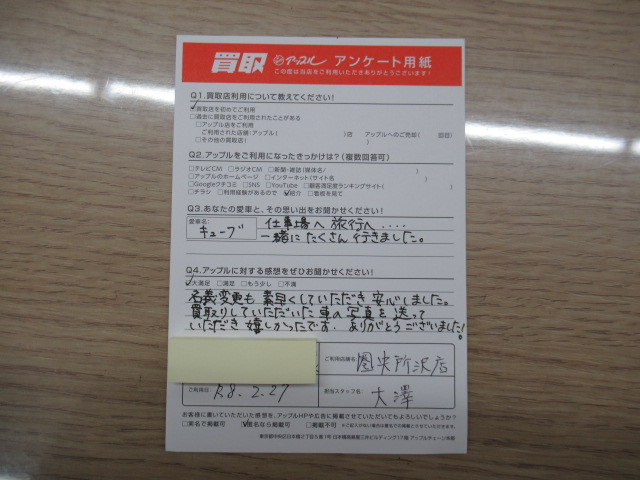 買取 アップル アンケート用紙
この度は当店をご利用いただきありがとうございます！
Q1.買取店利用について教えてください！
☑買取店を初めてご利用
□過去に買取店をご利用されたことがある
□アップル店をご利用
ご利用された店舗：アップル( )店 アップルへのご売却( 回目)
□その他の買取店( )
Q2.アップルをご利用になったきっかけは？(複数回答可)
□テレビCM □ラジオCM □新聞・雑誌(媒体名/ )
□アップルのホームページ □インターネット(サイト名 )
□Googleクチコミ □SNS □YouTube □顧客満足度ランキングサイト( )
□チラシ □利用経験があるので ☑紹介 □看板を見て
Q3.あなたの愛車と、その思い出をお聞かせください！
愛車名： 仕事場へ 旅行へ....
キューブ 一緒に たくさん 行きました。
Q4.アップルに対する感想をぜひお聞かせください！
☑大満足 □満足 □もう少し □不満
名義変更も 素早くしていただき 安心しました。
買取りしていただいた 車の 写真を 送って
いただき 嬉しかったです. ありがとうございました!
ご利用店舗名： 圏央所沢店
ご利用日： R8.2.27 担当スタッフ名： 大澤
お客様に書いていただいた感想を、アップルHPや広告に掲載させていただいてもよろしいでしょうか？
□実名で掲載可 ☑匿名なら掲載可 □掲載不可